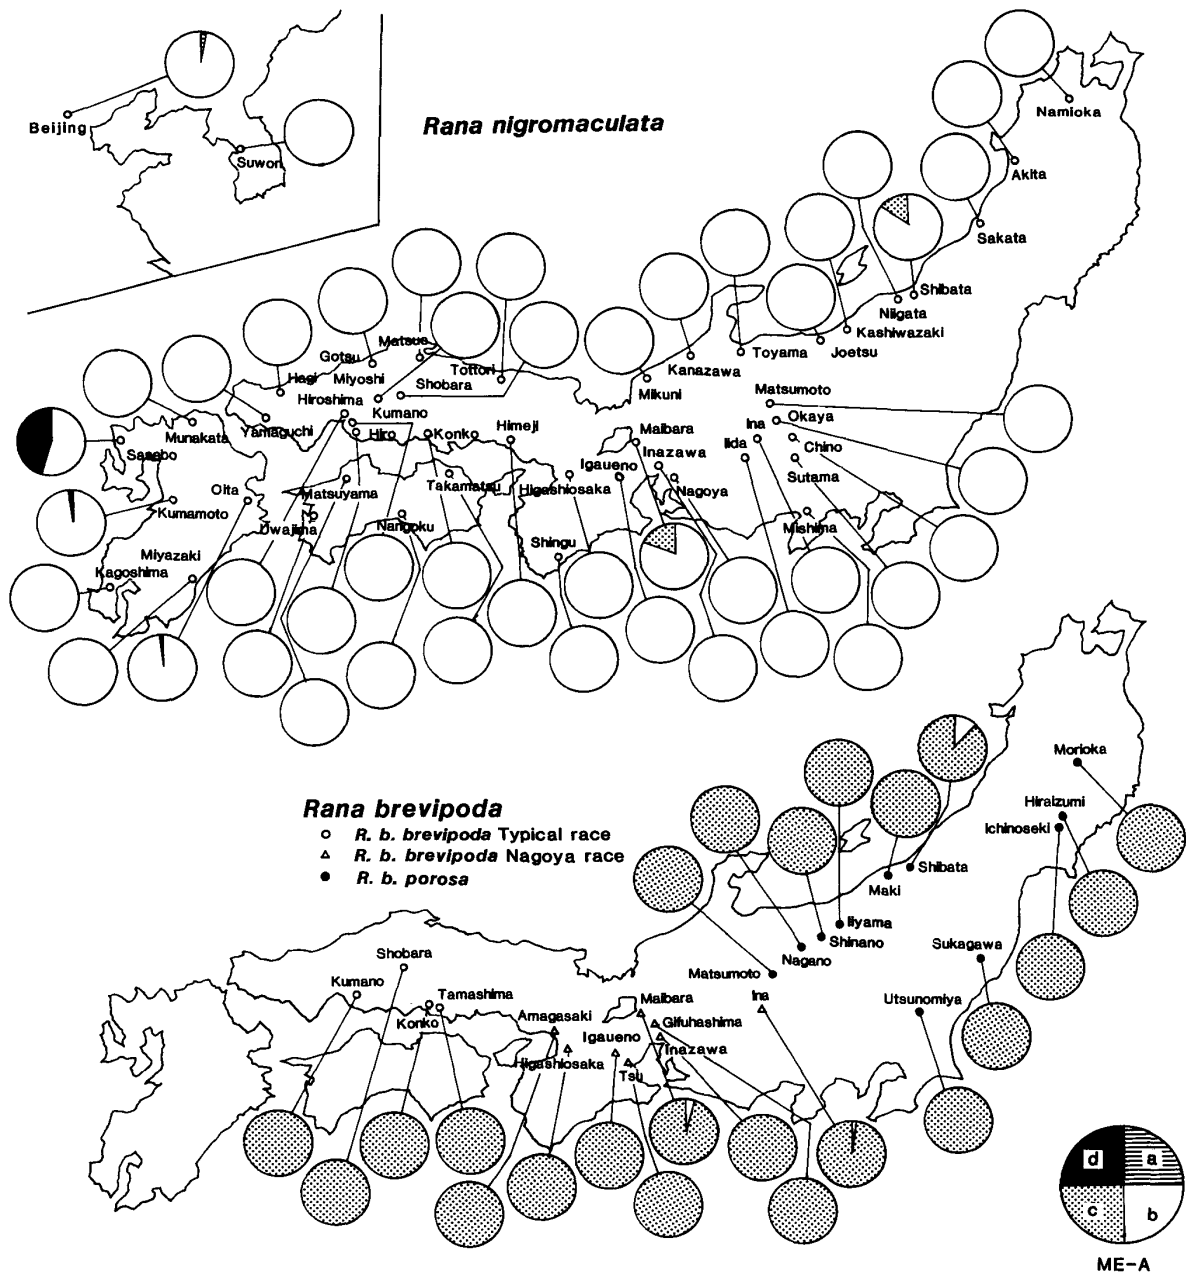 Beijing
Suwon
Rana nigromaculata
Namioka
Akita
Sakata
Shibata
Niigata
Kashiwazaki
Joetsu
Toyama
Kanazawa
Mikuni
Matsue
Gotsu
Tottori
Miyoshi
Shobara
Hagi
Hiroshima
Kumano
Yamaguchi
Munakata
Sasebo
Hiro
Konko
Himeji
Maibara
Matsumoto
Okaya
Ina
Chino
Iida
Sutama
Inazawa
Igaueno
Nagoya
Higashiosaka
Takamatsu
Matsuyama
Oita
Kumamoto
Uwajima
Nangoku
Mishima
Shingu
Miyazaki
Kagoshima
Rana brevipoda
R. b. brevipoda Typical race
R. b. brevipoda Nagoya race
R. b. porosa
Morioka
Hiraizumi
Ichinoseki
Shibata
Maki
Iiyama
Shinano
Nagano
Sukagawa
Matsumoto
Utsunomiya
Shobara
Kumano
Tamashima
Konko
Amagasaki
Maibara
Ina
Gifuhashima
Igaueno
Inazawa
Higashiosaka
Tsu
d a
c b
ME-A